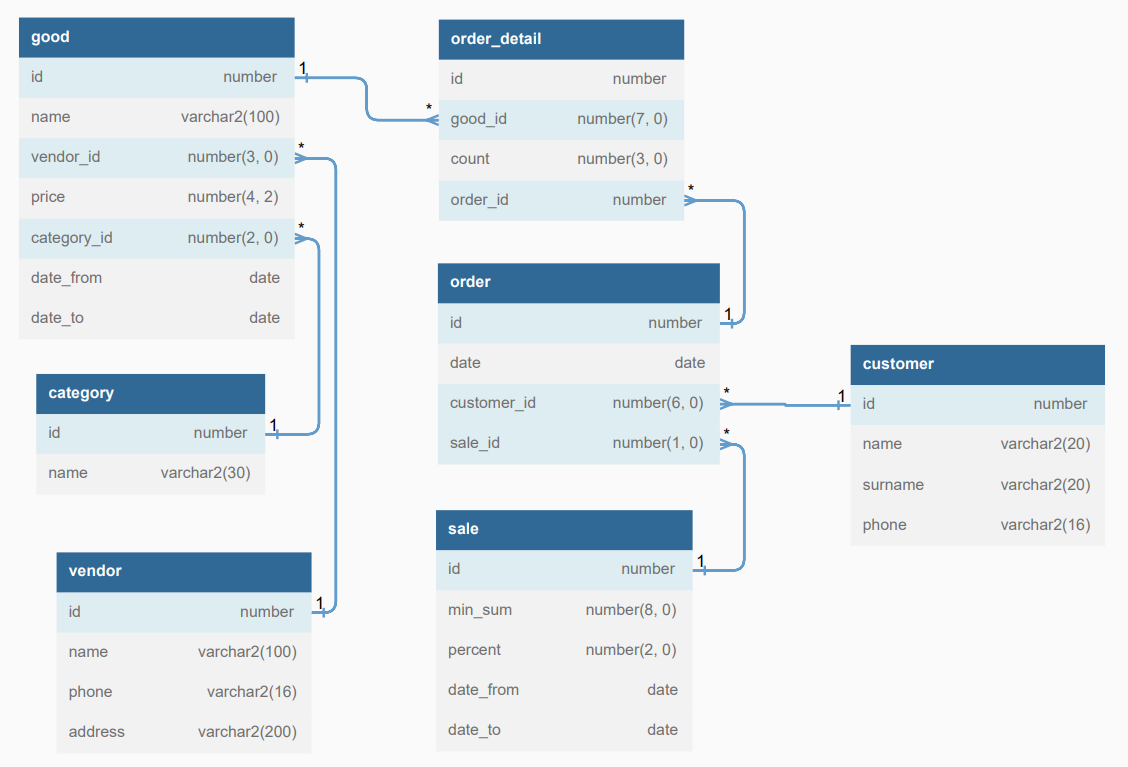 good
id number
name varchar2(100)
vendor_id number(3, 0)
price number(4, 2)
category_id number(2, 0)
date_from date
date_to date
1
*
*
category
id number
name varchar2(30)
1
vendor
id number
name varchar2(100)
phone varchar2(16)
address varchar2(200)
1
order_detail
id number
good_id number(7, 0)
count number(3, 0)
order_id number
*
*
order
id number
date date
customer_id number(6, 0)
sale_id number(1, 0)
1
*
*
sale
id number
min_sum number(8, 0)
percent number(2, 0)
date_from date
date_to date
1
customer
id number
name varchar2(20)
surname varchar2(20)
phone varchar2(16)
1